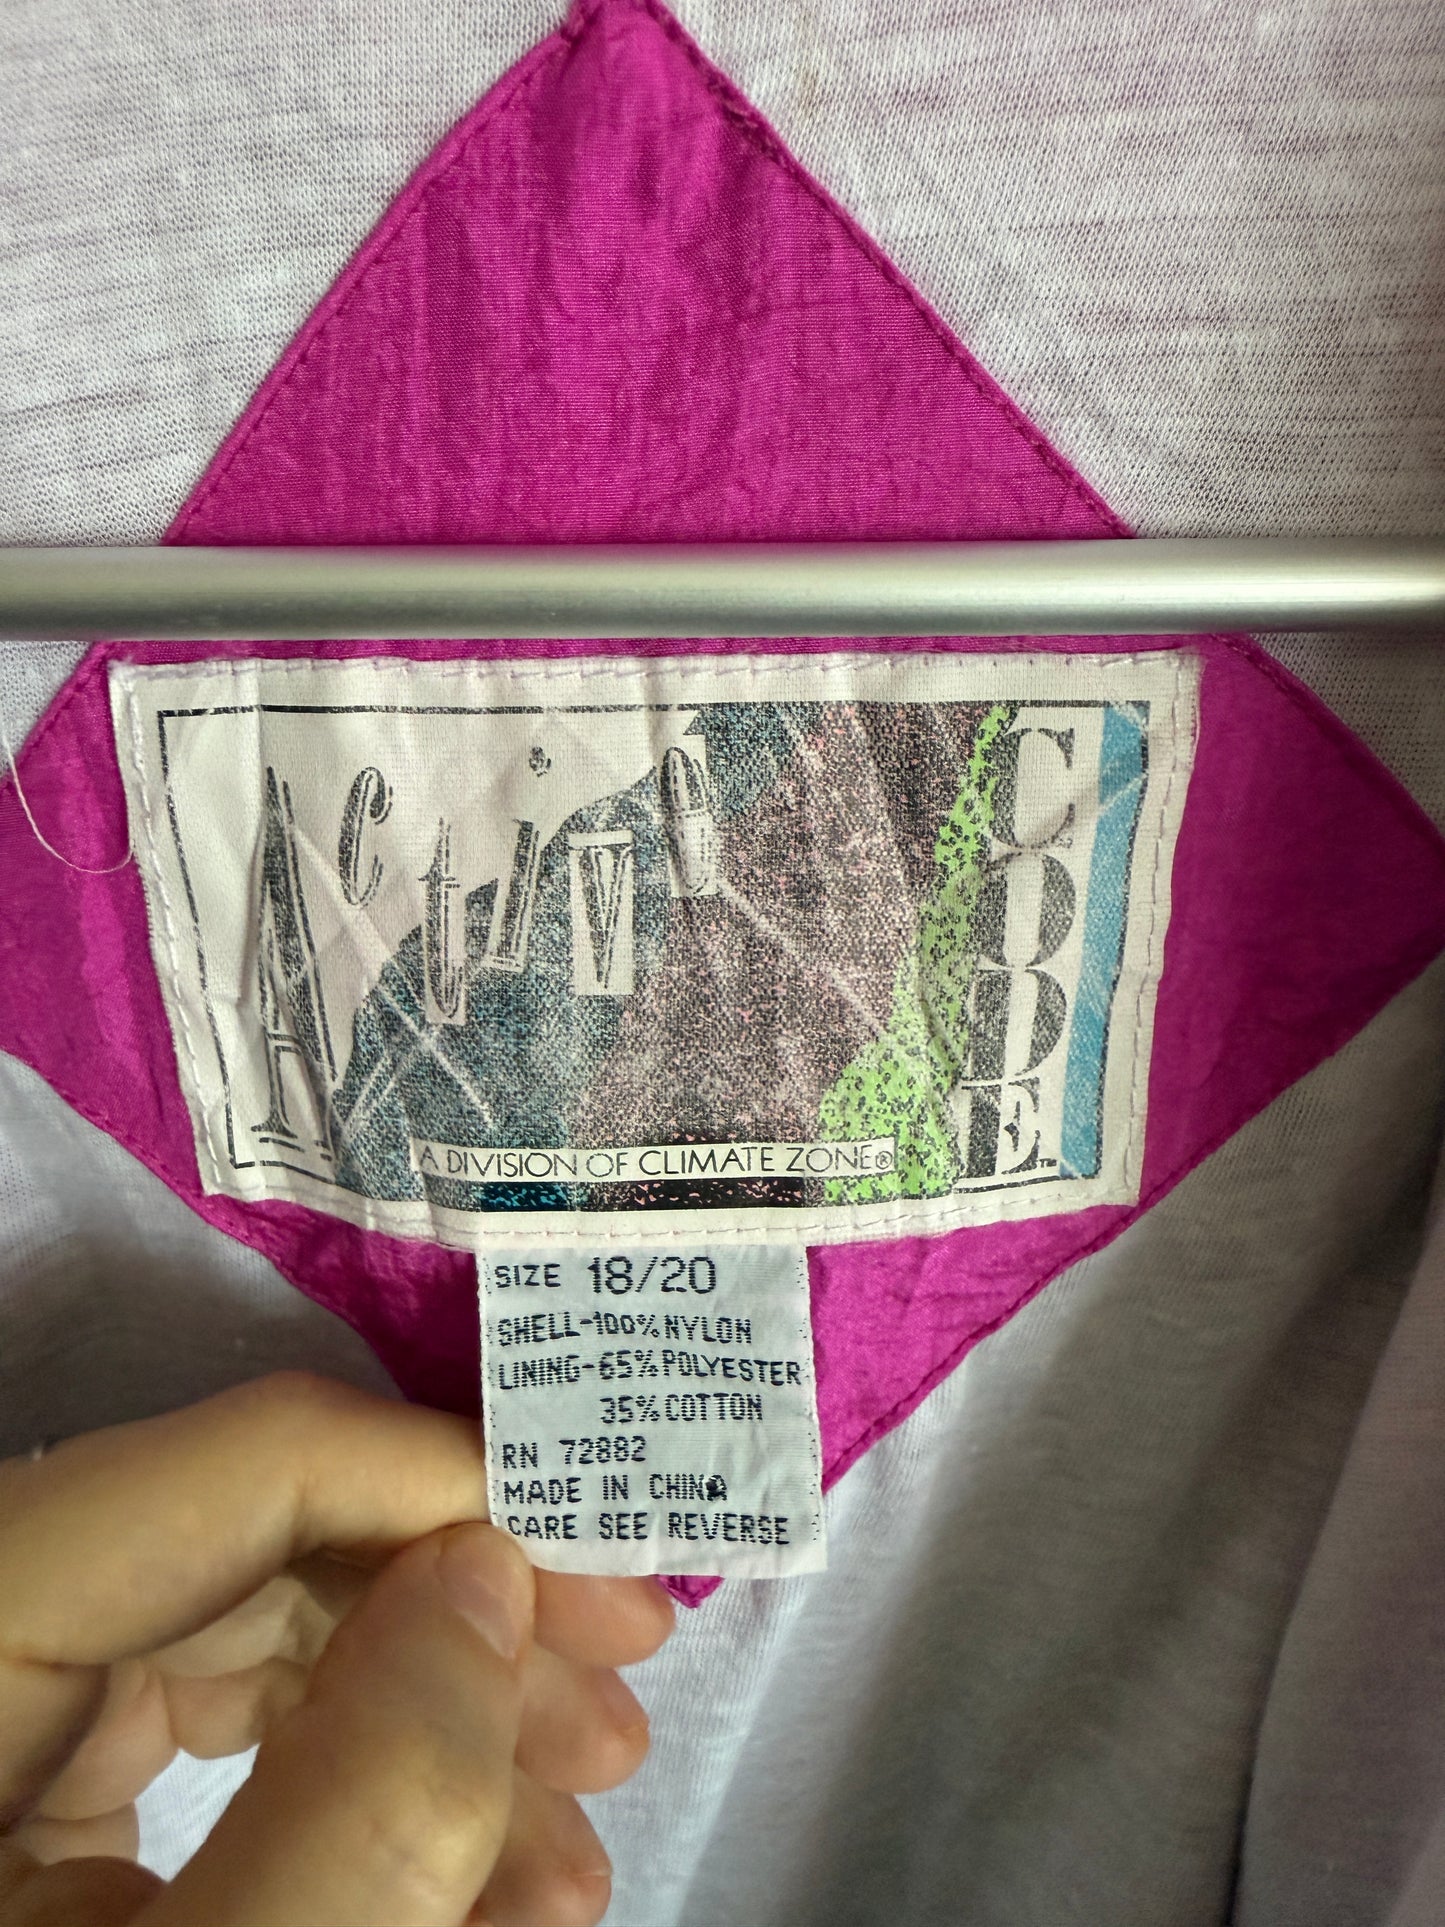 Active
CODE™
A DIVISION OF CLIMATE ZONE®
SIZE 18/20
SHELL-100% NYLON
LINING-65% POLYESTER
35% COTTON
RN 72882
MADE IN CHINA
CARE SEE REVERSE